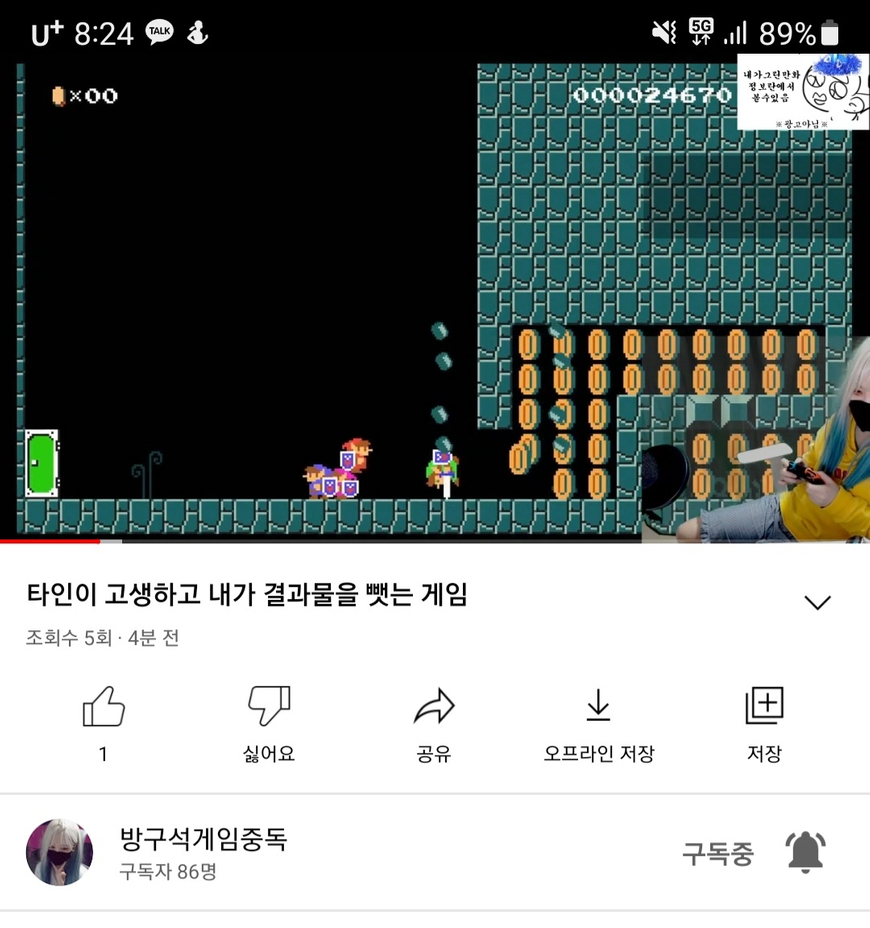 U+ 8:24 TALK 5G 89%
×00
000024670
내가그린만화
정보란에서
볼수있음
※광고아님※
타인이 고생하고 내가 결과물을 뺏는 게임
조회수 5회 · 4분 전
1 싫어요 공유 오프라인 저장 저장
방구석게임중독
구독자 86명
구독중